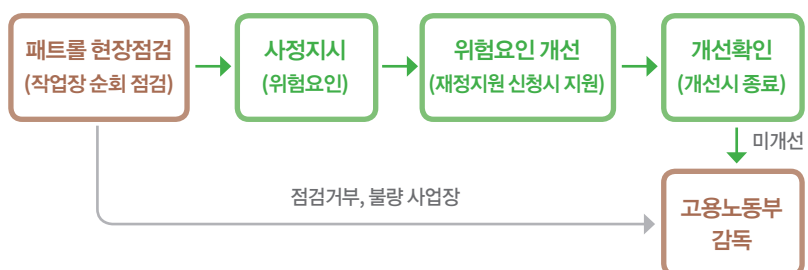 패트롤 현장점검
(작업장 순회 점검)
사정지시
(위험요인)
위험요인 개선
(재정지원 신청시 지원)
개선확인
(개선시 종료)
미개선
점검거부, 불량 사업장
고용노동부
감독